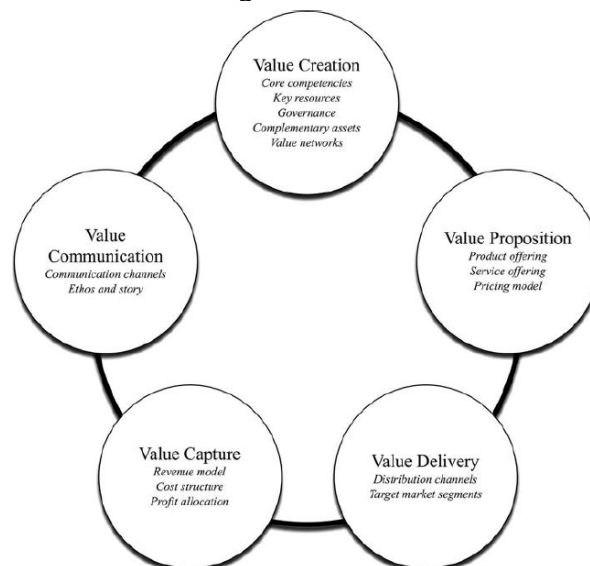 Value Creation
Core competencies
Key resources
Governance
Complementary assets
Value networks
Value Proposition
Product offering
Service offering
Pricing model
Value Delivery
Distribution channels
Target market segments
Value Capture
Revenue model
Cost structure
Profit allocation
Value
Communication
Communication channels
Ethos and story